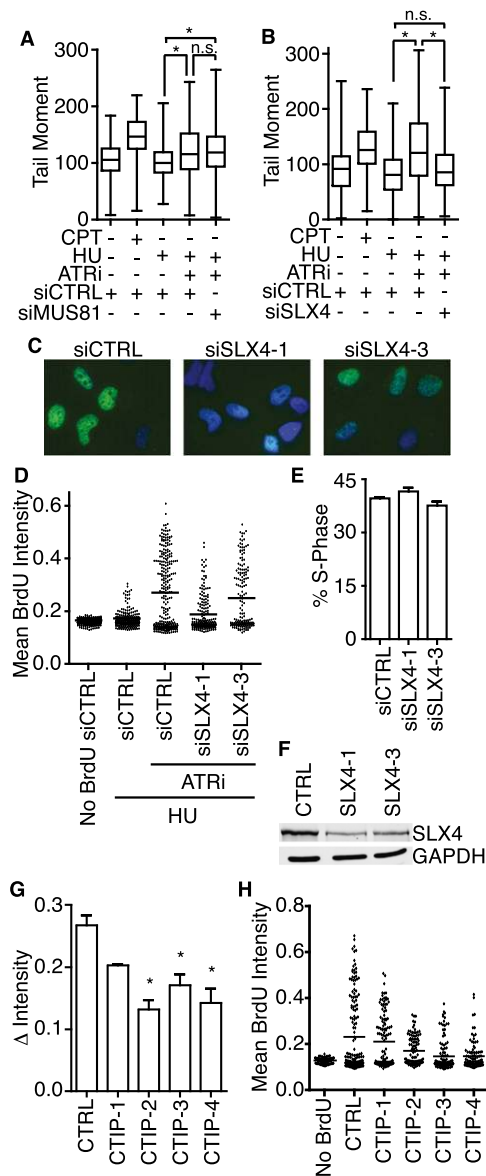 A
Tail Moment
300
200
100
0
*
* n.s.
CPT - + - - -
HU - - + + +
ATRi - - - + +
siCTRL + + + + -
siMUS81 - - - - +
B
Tail Moment
300
200
100
0
n.s.
* *
CPT - + - - -
HU - - + + +
ATRi - - - + +
siCTRL + + + + -
siSLX4 - - - - +
C
siCTRL siSLX4-1 siSLX4-3
D
Mean BrdU Intensity
0.6
0.4
0.2
0.0
No BrdU siCTRL
siCTRL
siCTRL
siSLX4-1
siSLX4-3
ATRi
HU
E
% S-Phase
45
30
15
0
siCTRL
siSLX4-1
siSLX4-3
F
CTRL
SLX4-1
SLX4-3
SLX4
GAPDH
G
Δ Intensity
0.3
0.2
0.1
0.0
* * *
CTRL
CTIP-1
CTIP-2
CTIP-3
CTIP-4
H
Mean BrdU Intensity
0.8
0.6
0.4
0.2
0.0
No BrdU
CTRL
CTIP-1
CTIP-2
CTIP-3
CTIP-4